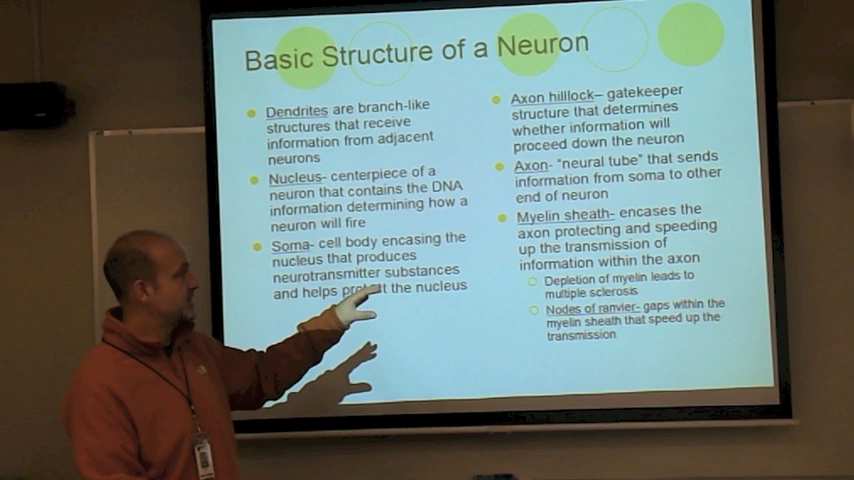 Basic Structure of a Neuron
Dendrites are branch-like
structures that receive
information from adjacent
neurons
Nucleus- centerpiece of a
neuron that contains the DNA
information determining how a
neuron will fire
Soma- cell body encasing the
nucleus that produces
neurotransmitter substances
and helps protect the nucleus
Axon hilllock– gatekeeper
structure that determines
whether information will
proceed down the neuron
Axon- "neural tube" that sends
information from soma to other
end of neuron
Myelin sheath- encases the
axon protecting and speeding
up the transmission of
information within the axon
Depletion of myelin leads to
multiple sclerosis
Nodes of ranvier- gaps within the
myelin sheath that speed up the
transmission